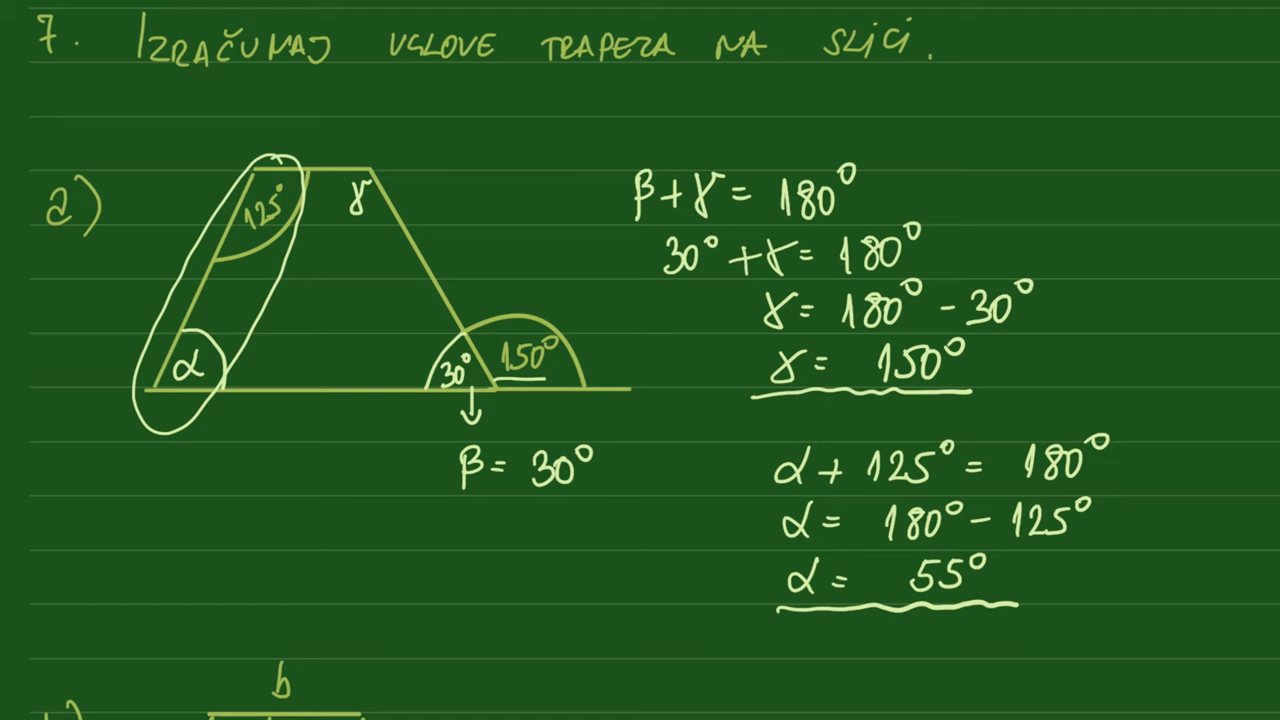 7. IZRAČUNAJ UGLOVE TRAPEZA NA SLICI.
a)
125°
γ
α
30°
150°
β = 30°
β + γ = 180°
30° + γ = 180°
γ = 180° - 30°
γ = 150°
α + 125° = 180°
α = 180° - 125°
α = 55°
b